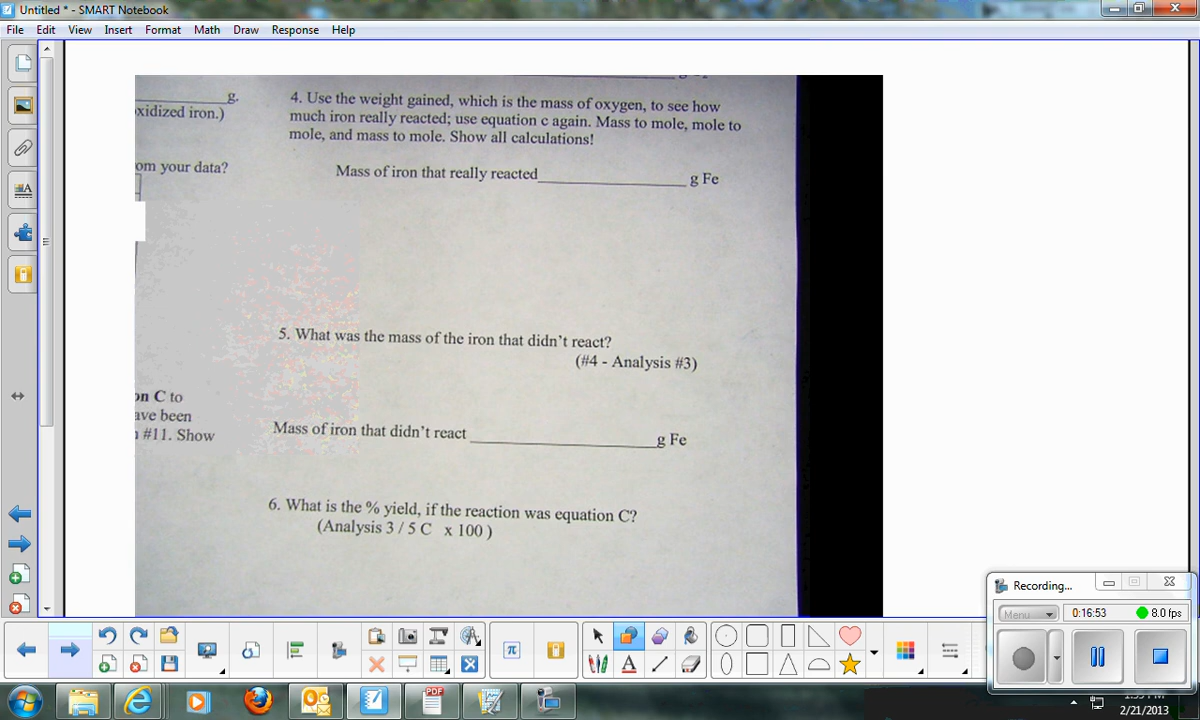 Untitled * - SMART Notebook
File Edit View Insert Format Math Draw Response Help
g.
xidized iron.)
om your data?
on C to
ave been
#11. Show
4. Use the weight gained, which is the mass of oxygen, to see how
much iron really reacted; use equation c again. Mass to mole, mole to
mole, and mass to mole. Show all calculations!
Mass of iron that really reacted____________________ g Fe
5. What was the mass of the iron that didn't react?
(#4 - Analysis #3)
Mass of iron that didn't react ________________________g Fe
6. What is the % yield, if the reaction was equation C?
(Analysis 3 / 5 C x 100 )
Recording...
Menu 0:16:53 8.0 fps
π
A
PDF
2/21/2013